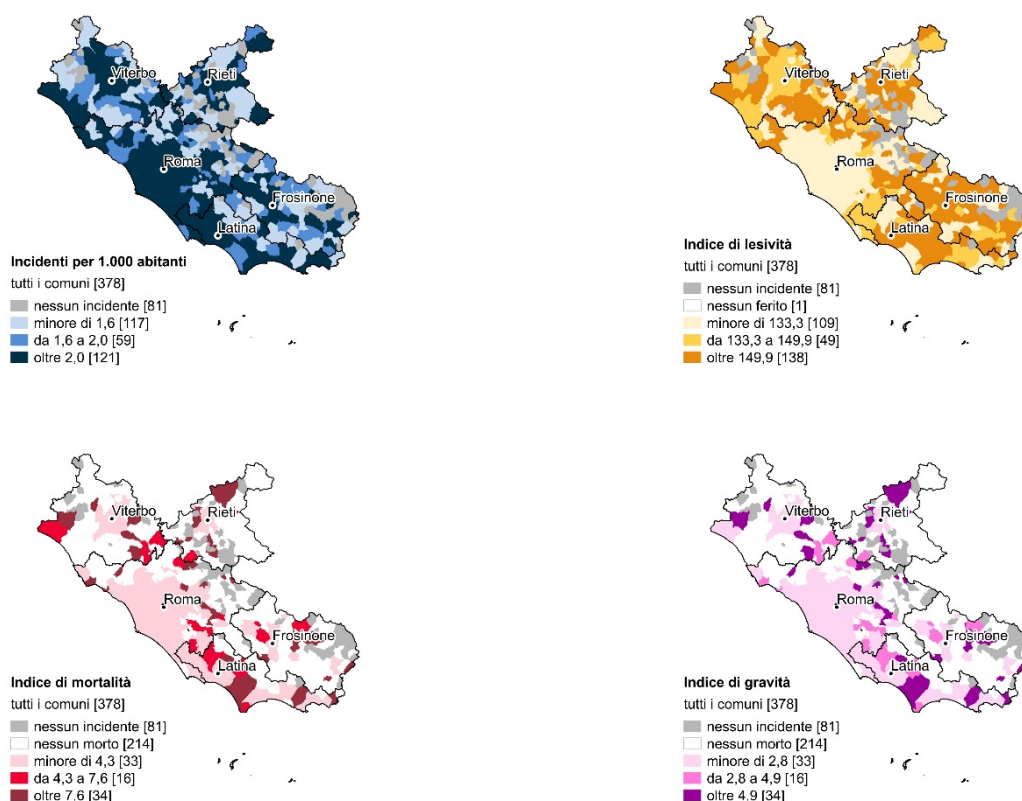 Viterbo
Rieti
Roma
Frosinone
Latina
Incidenti per 1.000 abitanti
tutti i comuni [378]
nessun incidente [81]
minore di 1,6 [117]
da 1,6 a 2,0 [59]
oltre 2,0 [121]
Viterbo
Rieti
Roma
Frosinone
Latina
Indice di lesività
tutti i comuni [378]
nessun incidente [81]
nessun ferito [1]
minore di 133,3 [109]
da 133,3 a 149,9 [49]
oltre 149,9 [138]
Viterbo
Rieti
Roma
Frosinone
Latina
Indice di mortalità
tutti i comuni [378]
nessun incidente [81]
nessun morto [214]
minore di 4,3 [33]
da 4,3 a 7,6 [16]
oltre 7,6 [34]
Viterbo
Rieti
Roma
Frosinone
Latina
Indice di gravità
tutti i comuni [378]
nessun incidente [81]
nessun morto [214]
minore di 2,8 [33]
da 2,8 a 4,9 [16]
oltre 4,9 [34]